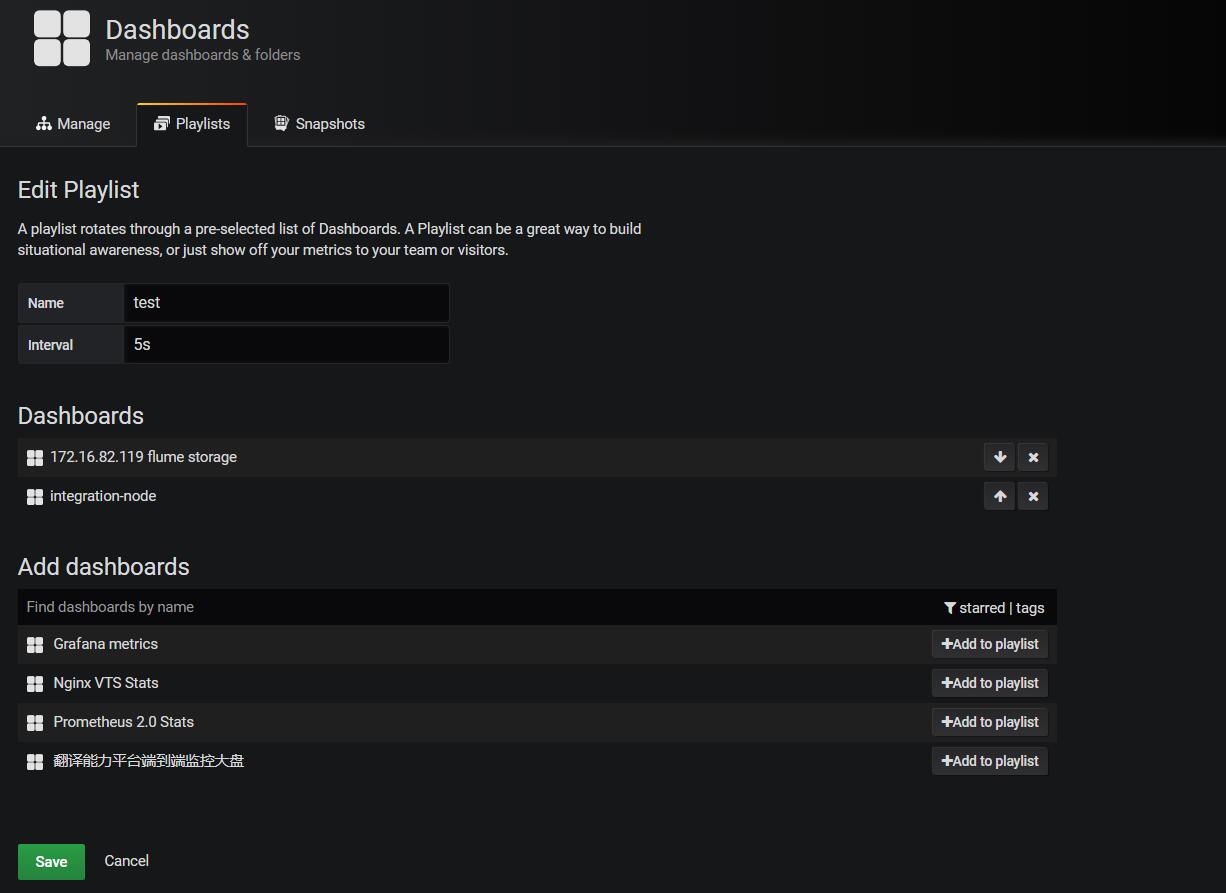 Dashboards
Manage dashboards & folders
Manage Playlists Snapshots
Edit Playlist
A playlist rotates through a pre-selected list of Dashboards. A Playlist can be a great way to build
situational awareness, or just show off your metrics to your team or visitors.
Name test
Interval 5s
Dashboards
172.16.82.119 flume storage
integration-node
Add dashboards
Find dashboards by name starred | tags
Grafana metrics +Add to playlist
Nginx VTS Stats +Add to playlist
Prometheus 2.0 Stats +Add to playlist
翻译能力平台端到端监控大盘 +Add to playlist
Save Cancel